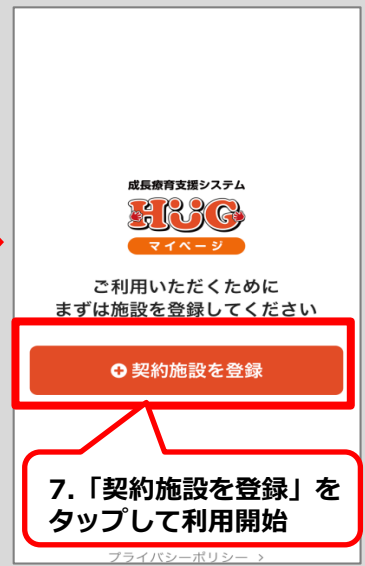 成長療育支援システム
HUG
マイページ
ご利用いただくために
まずは施設を登録してください
契約施設を登録
7.「契約施設を登録」を
タップして利用開始
プライバシーポリシー >